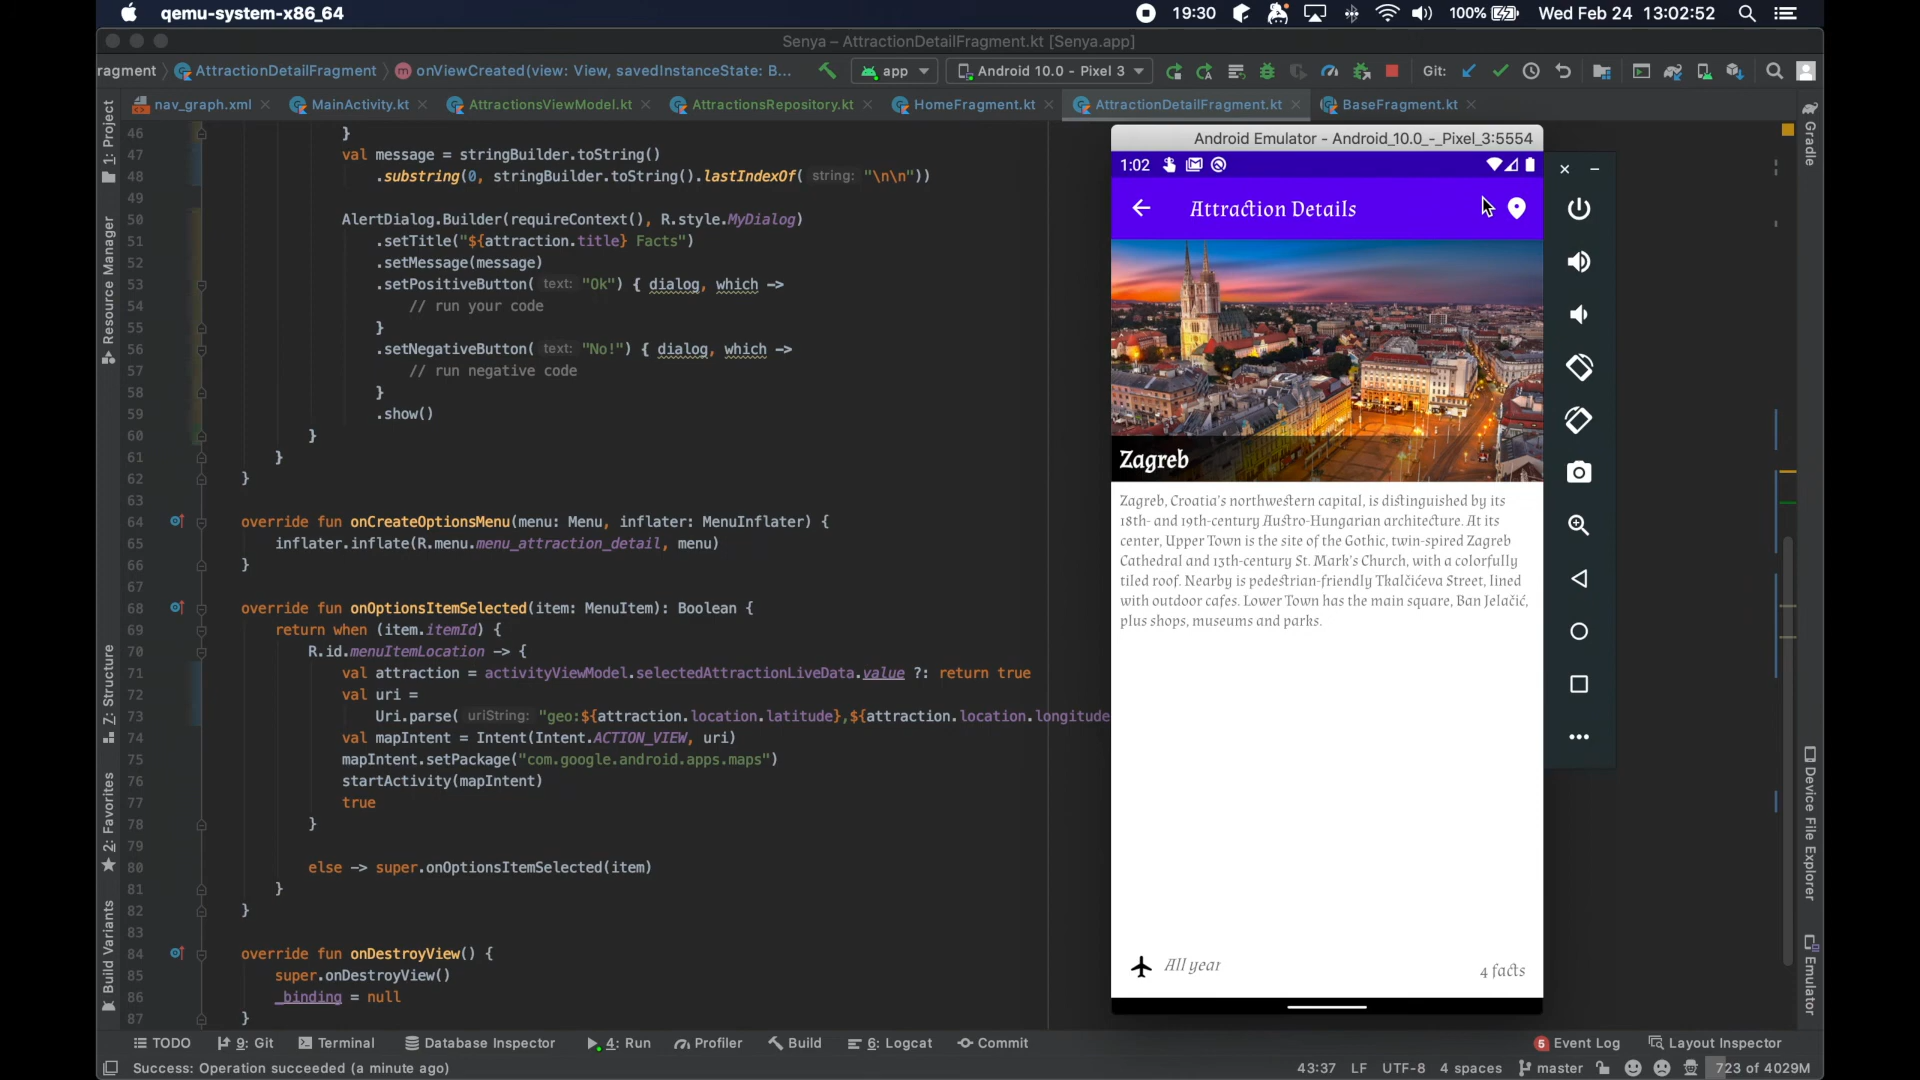 qemu-system-x86_64
19:30
100%
Wed Feb 24 13:02:52
Senya – AttractionDetailFragment.kt [Senya.app]
ragment
AttractionDetailFragment
onViewCreated(view: View, savedInstanceState: B...
app
Android 10.0 - Pixel 3
Git:
nav_graph.xml
MainActivity.kt
AttractionsViewModel.kt
AttractionsRepository.kt
HomeFragment.kt
AttractionDetailFragment.kt
BaseFragment.kt
1: Project
Resource Manager
Z: Structure
2: Favorites
Build Variants
46 }
47 val message = stringBuilder.toString()
48 .substring(0, stringBuilder.toString().lastIndexOf( string: "\n\n"))
49
50 AlertDialog.Builder(requireContext(), R.style.MyDialog)
51 .setTitle("${attraction.title} Facts")
52 .setMessage(message)
53 .setPositiveButton( text: "Ok") { dialog, which ->
54 // run your code
55 }
56 .setNegativeButton( text: "No!") { dialog, which ->
57 // run negative code
58 }
59 .show()
60 }
61 }
62 }
63
64 override fun onCreateOptionsMenu(menu: Menu, inflater: MenuInflater) {
65 inflater.inflate(R.menu.menu_attraction_detail, menu)
66 }
67
68 override fun onOptionsItemSelected(item: MenuItem): Boolean {
69 return when (item.itemId) {
70 R.id.menuItemLocation -> {
71 val attraction = activityViewModel.selectedAttractionLiveData.value ?: return true
72 val uri =
73 Uri.parse( uriString: "geo:${attraction.location.latitude},${attraction.location.longitude
74 val mapIntent = Intent(Intent.ACTION_VIEW, uri)
75 mapIntent.setPackage("com.google.android.apps.maps")
76 startActivity(mapIntent)
77 true
78 }
79
80 else -> super.onOptionsItemSelected(item)
81 }
82 }
83
84 override fun onDestroyView() {
85 super.onDestroyView()
86 _binding = null
87 }
Android Emulator - Android_10.0_-_Pixel_3:5554
1:02
Attraction Details
Zagreb
Zagreb, Croatia's northwestern capital, is distinguished by its
18th- and 19th-century Austro-Hungarian architecture. At its
center, Upper Town is the site of the Gothic, twin-spired Zagreb
Cathedral and 13th-century St. Mark's Church, with a colorfully
tiled roof. Nearby is pedestrian-friendly Tkalčićeva Street, lined
with outdoor cafes. Lower Town has the main square, Ban Jelačić,
plus shops, museums and parks.
All year
4 facts
Gradle
Device File Explorer
Emulator
TODO
9: Git
Terminal
Database Inspector
4: Run
Profiler
Build
6: Logcat
Commit
5 Event Log
Layout Inspector
Success: Operation succeeded (a minute ago)
43:37
LF
UTF-8
4 spaces
master
723 of 4029M